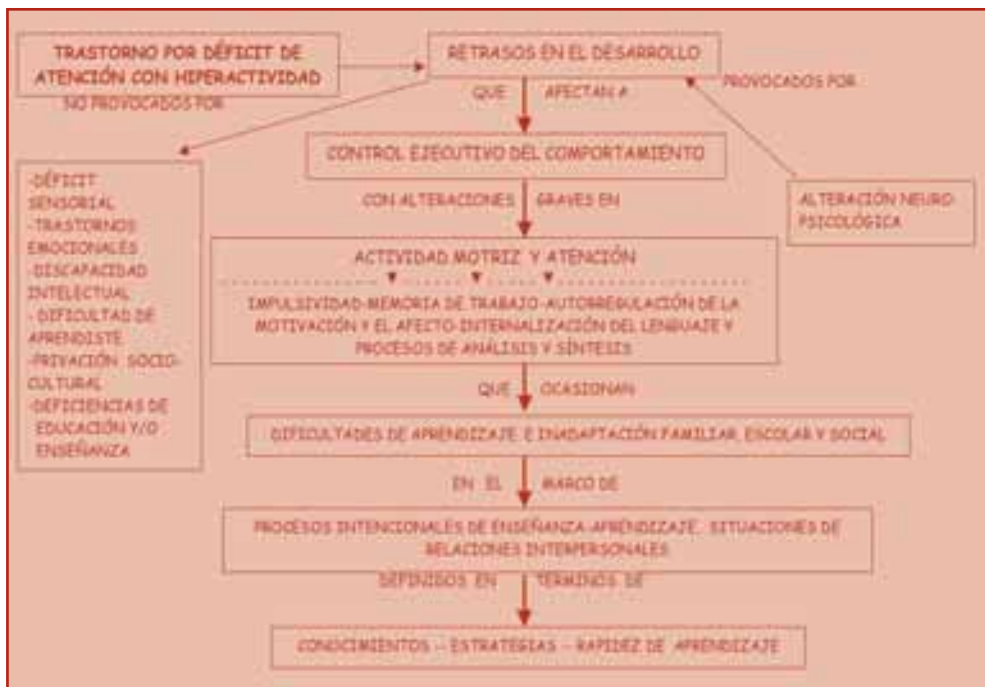 TRASTORNO POR DÉFICIT DE
ATENCIÓN CON HIPERACTIVIDAD
RETRASOS EN EL DESARROLLO
NO PROVOCADOS POR
QUE AFECTAN A
PROVOCADOS POR
CONTROL EJECUTIVO DEL COMPORTAMIENTO
-DÉFICIT
SENSORIAL
-TRASTORNOS
EMOCIONALES
-DISCAPACIDAD
INTELECTUAL
- DIFICULTAD DE
APRENDISTE
-PRIVACIÓN SOCIO-
CULTURAL
-DEFICIENCIAS DE
EDUCACIÓN Y/O
ENSEÑANZA
CON ALTERACIONES GRAVES EN
ALTERACIÓN NEURO
PSICOLÓGICA
ACTIVIDAD MOTRIZ Y ATENCIÓN
IMPULSIVIDAD-MEMORIA DE TRABAJO-AUTORREGULACIÓN DE LA
MOTIVACIÓN Y EL AFECTO-INTERNALIZACIÓN DEL LENGUAJE Y
PROCESOS DE ANÁLISIS Y SÍNTESIS
QUE OCASIONAN
DIFICULTADES DE APRENDIZAJE E INADAPTACIÓN FAMILIAR, ESCOLAR Y SOCIAL
EN EL MARCO DE
PROCESOS INTENCIONALES DE ENSEÑANZA-APRENDIZAJE, SITUACIONES DE
RELACIONES INTERPERSONALES
DEFINIDOS EN TERMINOS DE
CONOCIMIENTOS - ESTRATEGIAS - RAPIDEZ DE APRENDIZAJE